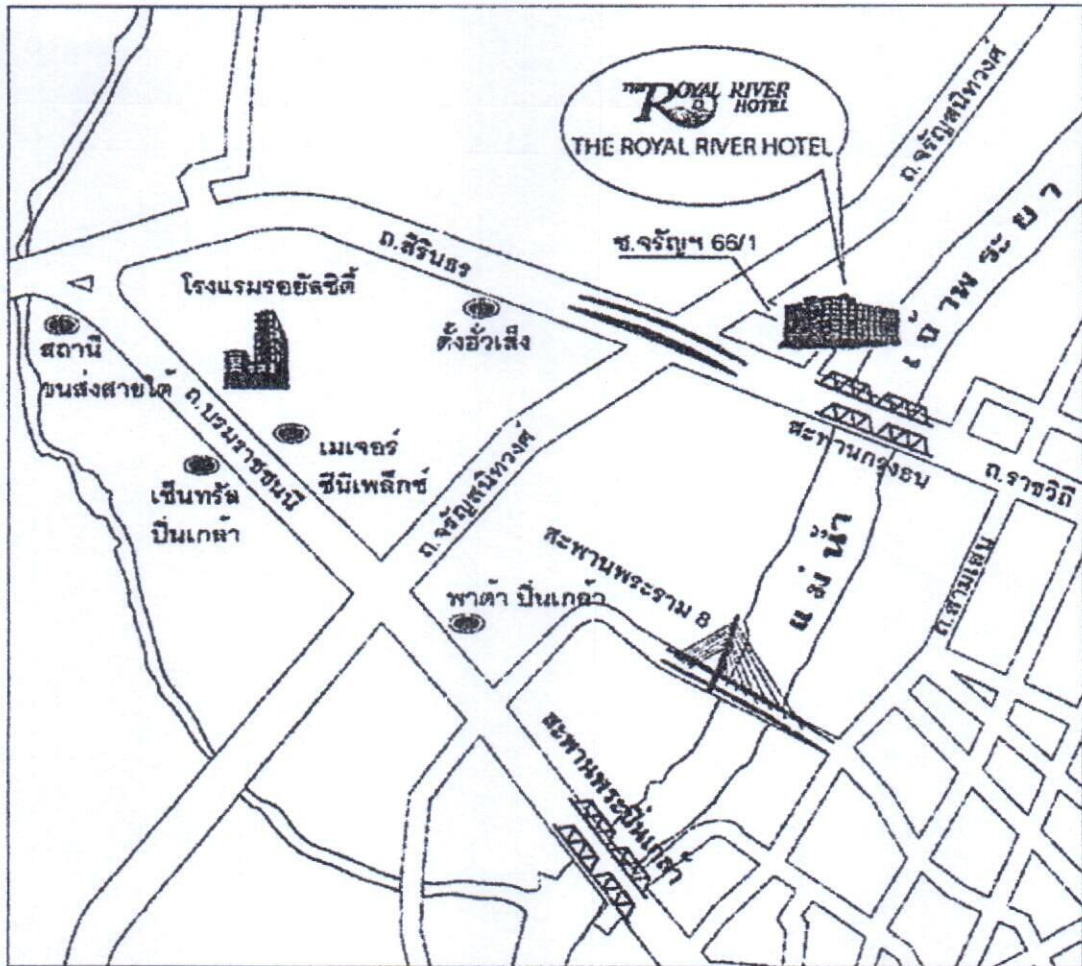 THE ROYAL RIVER
HOTEL
THE ROYAL RIVER HOTEL
ถ.จรัญสนิทวงศ์
ซ.จรัญฯ 66/1
ถ.สิรินธร
โรงแรมรอยัลซิตี้
ตั้งฮั่วเส็ง
สถานี
ขนส่งสายใต้
ถ.บรมราชชนนี
เมเจอร์
ซีนีเพล็กซ์
เซ็นทรัล
ปิ่นเกล้า
ถ.จรัญสนิทวงศ์
สะพานกรุงธน
ถ.ราชวิถี
ถ.สามเสน
แม่น้ำ
เจ้าพระยา
สะพานพระราม 8
พาต้า ปิ่นเกล้า
สะพานพระปิ่นเกล้า